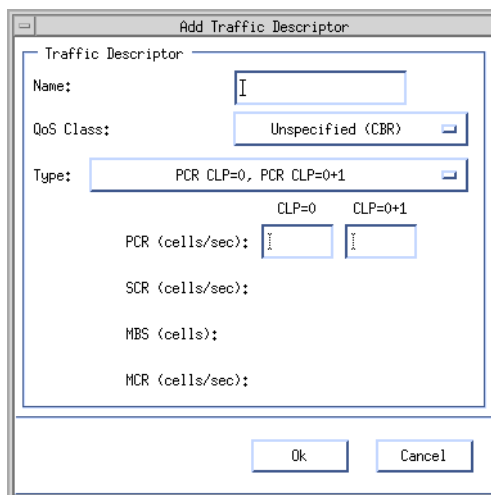 Add Traffic Descriptor
Traffic Descriptor
Name:
QoS Class: Unspecified (CBR)
Type: PCR CLP=0, PCR CLP=0+1
CLP=0 CLP=0+1
PCR (cells/sec):
SCR (cells/sec):
MBS (cells):
MCR (cells/sec):
Ok Cancel